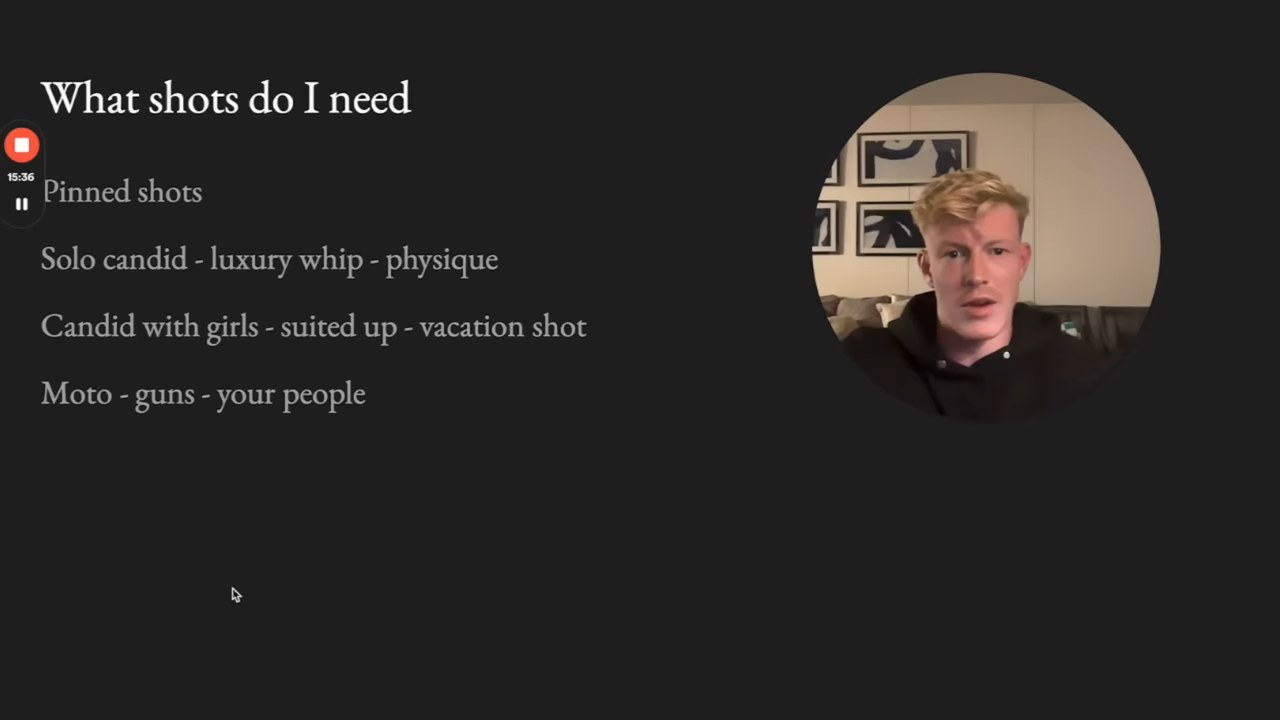 What shots do I need
15:36
Pinned shots
Solo candid - luxury whip - physique
Candid with girls - suited up - vacation shot
Moto - guns - your people